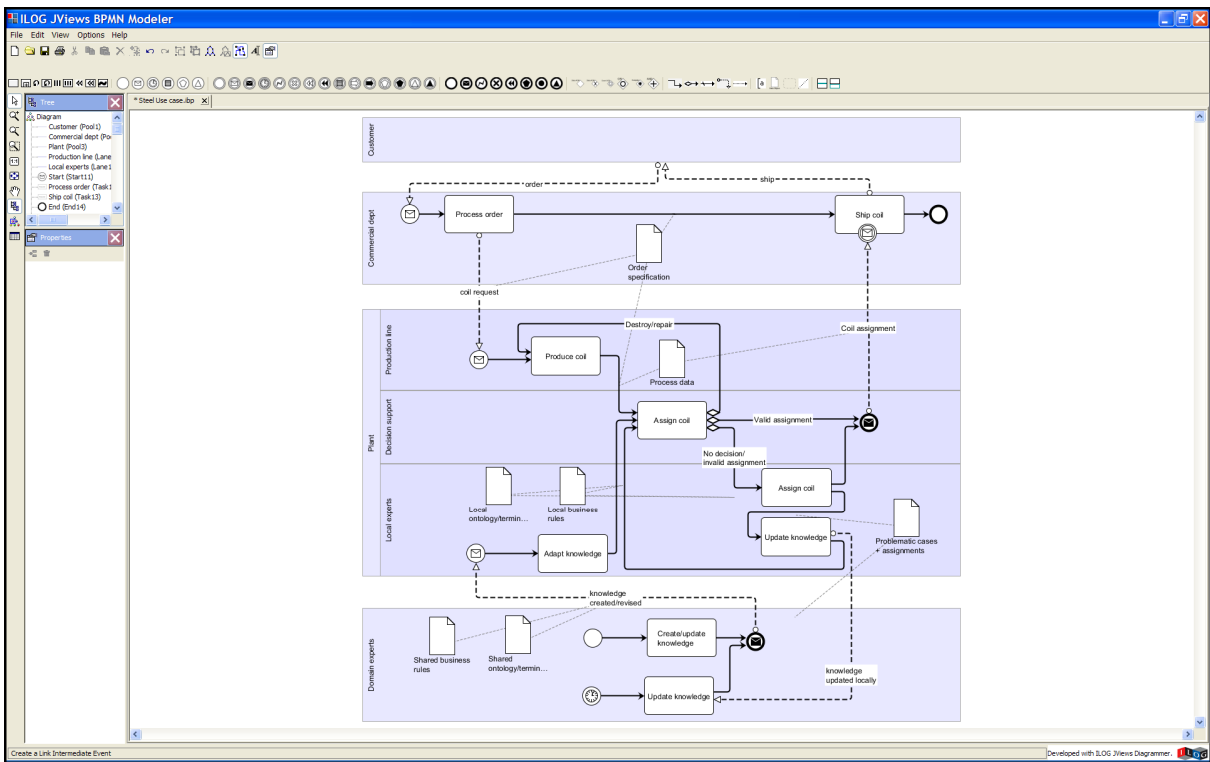 ILOG JViews BPMN Modeler
File Edit View Options Help
Tree
* Steel Use case.ibp
Diagram
Customer (Pool1)
Commercial dept (Poo
Plant (Pool3)
Production line (Lane
Local experts (Lane1
Start (Start11)
Process order (Task1
Ship coil (Task13)
End (End14)
Properties
Customer
order
ship
Commercial dept
Process order
Ship coil
Order
specification
coil request
Plant
Production line
Destroy/repair
Coil assignment
Produce coil
Process data
Decision support
Assign coil
Valid assignment
No decision/
invalid assignment
Local experts
Assign coil
Local
ontology/termin...
Local business
rules
Update knowledge
Problematic cases
+ assignments
Adapt knowledge
knowledge
created/revised
Domain experts
Create/update
knowledge
Shared business
rules
Shared
ontology/termin...
knowledge
updated locally
Update knowledge
Create a Link Intermediate Event
Developed with ILOG JViews Diagrammer.
ILOG